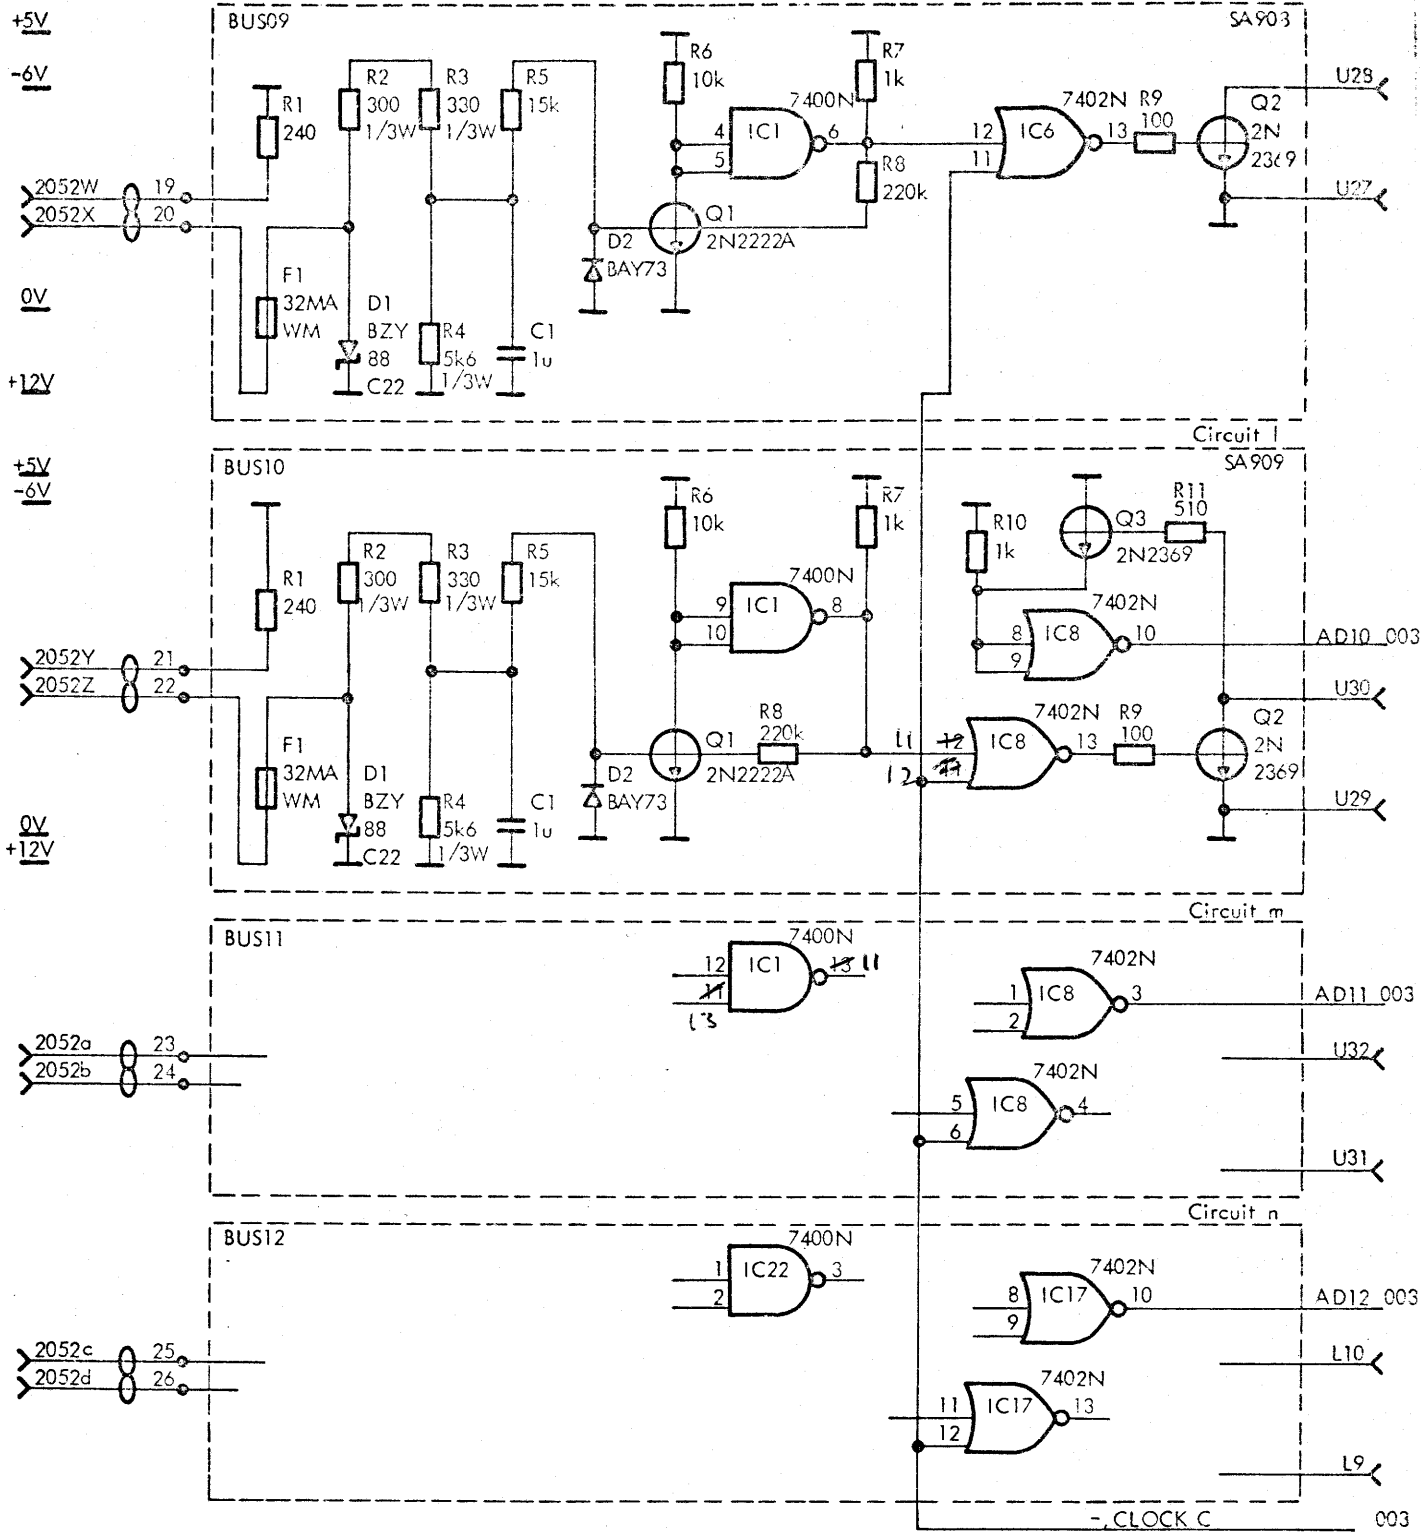 +5V
BUS09
SA903
-6V
R1
240
R2
300
1/3W
R3
330
1/3W
R5
15k
R6
10k
R7
1k
7400N
4
IC1
6
5
R8
220k
7402N
12
IC6
13
11
R9
100
Q2
2N
U28
U27
2052W
19
2052X
20
Q1
2N2222A
D2
BAY73
F1
32MA
WM
0V
D1
BZY
88
C22
R4
5k6
1/3W
C1
1u
+12V
Circuit l
+5V
BUS10
SA909
-6V
R1
240
R2
300
1/3W
R3
330
1/3W
R5
15k
R6
10k
R7
1k
7400N
9
IC1
8
10
R10
1k
Q3
2N2369
R11
510
7402N
8
IC8
10
9
AD10 003
2052Y
21
2052Z
22
U30
Q1
2N2222A
R8
220k
11
12
12
11
7402N
IC8
13
R9
100
Q2
2N
2369
D2
BAY73
U29
F1
32MA
WM
D1
BZY
88
C22
R4
5k6
1/3W
C1
1u
0V
+12V
Circuit m
BUS11
7400N
12
IC1
13
11
11
13
7402N
1
IC8
3
2
AD11 003
2052a
23
2052b
24
U32
7402N
5
IC8
4
6
U31
Circuit n
BUS12
7400N
1
IC22
3
2
7402N
8
IC17
10
9
AD12 003
2052c
25
2052d
26
L10
7402N
11
IC17
13
12
L9
-,CLOCK C
003